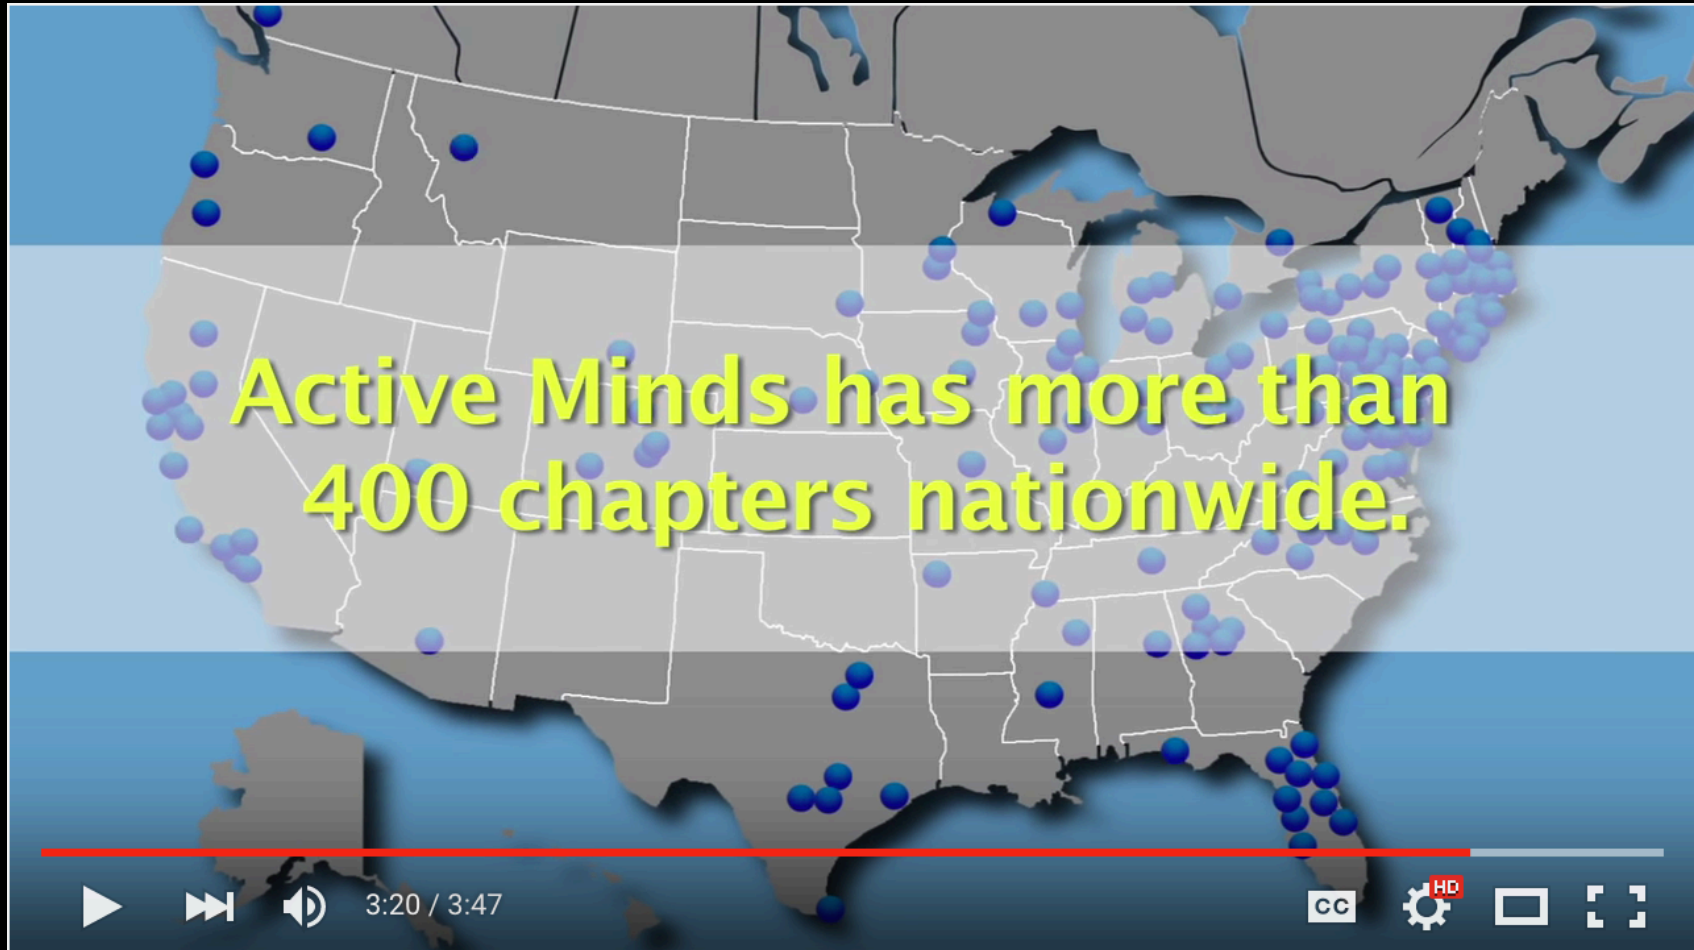 Active Minds has more than
400 chapters nationwide.
3:20 / 3:47
CC
HD